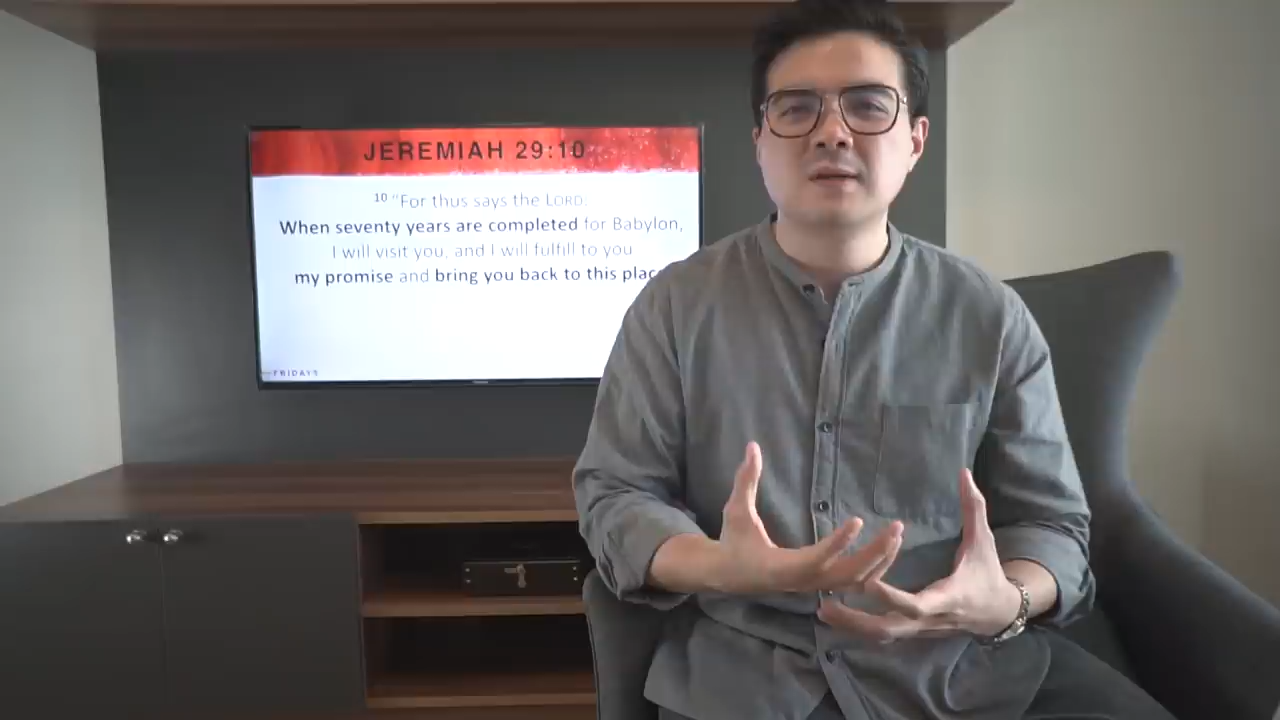 JEREMIAH 29:10
10 "For thus says the LORD:
When seventy years are completed for Babylon,
I will visit you, and I will fulfill to you
my promise and bring you back to this plac
FRIDAYS